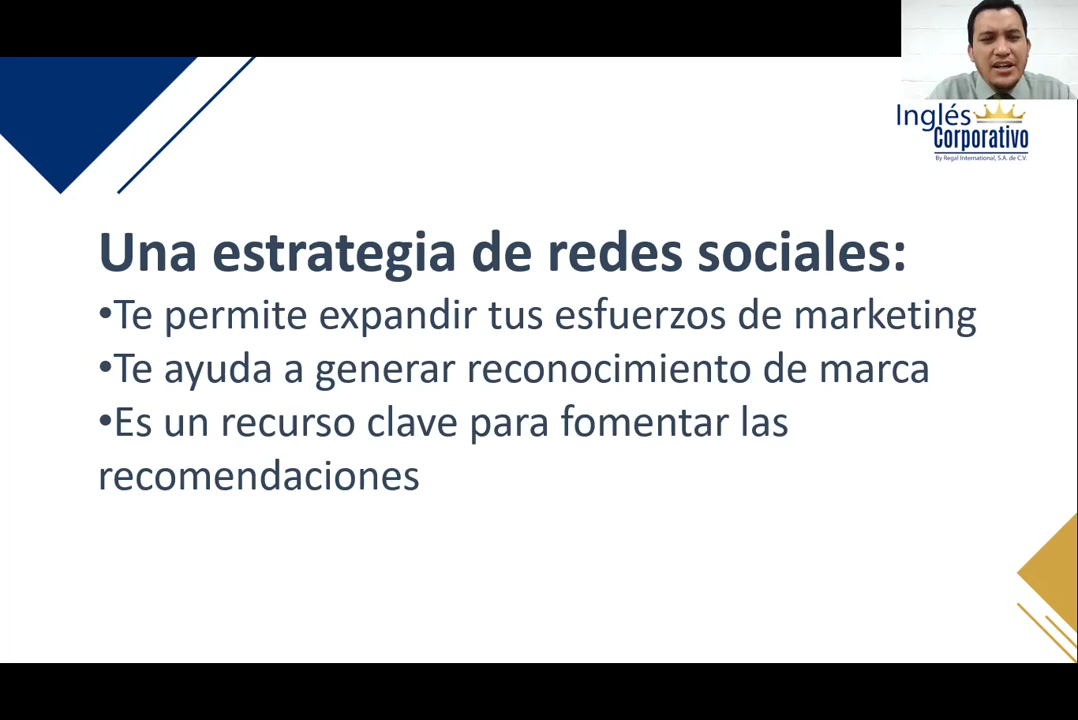 Inglés
Corporativo
By Regal International, S.A. de C.V.
Una estrategia de redes sociales:
•Te permite expandir tus esfuerzos de marketing
•Te ayuda a generar reconocimiento de marca
•Es un recurso clave para fomentar las
recomendaciones